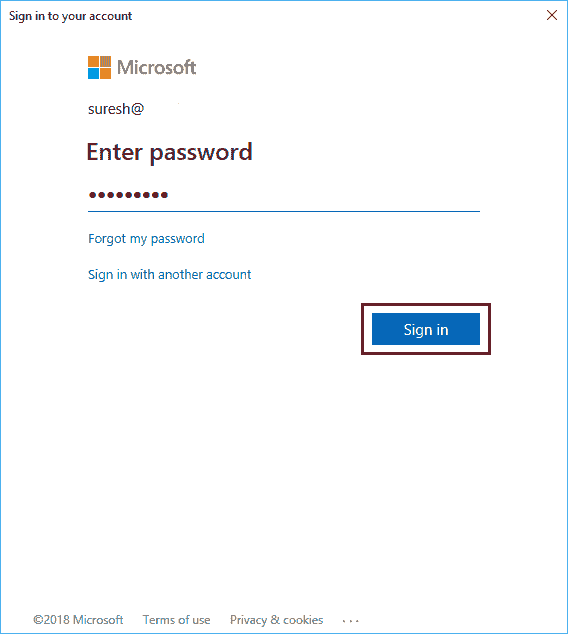 Sign in to your account
Microsoft
suresh@
Enter password
•••••••••
Forgot my password
Sign in with another account
Sign in
©2018 Microsoft Terms of use Privacy & cookies ...